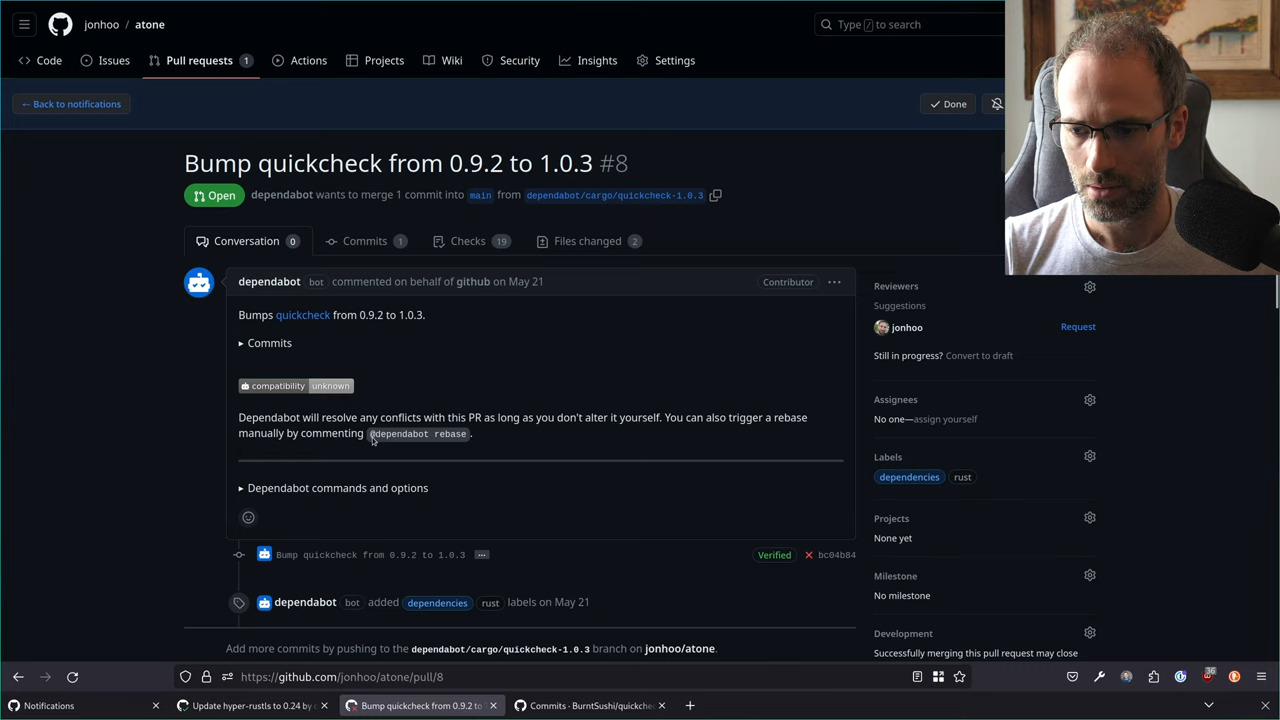 jonhoo / atone
Type / to search
Code
Issues
Pull requests 1
Actions
Projects
Wiki
Security
Insights
Settings
← Back to notifications
Done
Bump quickcheck from 0.9.2 to 1.0.3 #8
Open
dependabot wants to merge 1 commit into main from dependabot/cargo/quickcheck-1.0.3
Conversation 0
Commits 1
Checks 19
Files changed 2
dependabot bot commented on behalf of github on May 21
Contributor
Bumps quickcheck from 0.9.2 to 1.0.3.
Commits
compatibility unknown
Dependabot will resolve any conflicts with this PR as long as you don't alter it yourself. You can also trigger a rebase
manually by commenting @dependabot rebase.
Dependabot commands and options
Bump quickcheck from 0.9.2 to 1.0.3
Verified
bc04b84
dependabot bot added dependencies rust labels on May 21
Add more commits by pushing to the dependabot/cargo/quickcheck-1.0.3 branch on jonhoo/atone.
Reviewers
Suggestions
jonhoo
Request
Still in progress? Convert to draft
Assignees
No one—assign yourself
Labels
dependencies
rust
Projects
None yet
Milestone
No milestone
Development
Successfully merging this pull request may close
https://github.com/jonhoo/atone/pull/8
36
Notifications
Update hyper-rustls to 0.24 by c
Bump quickcheck from 0.9.2 to
Commits · BurntSushi/quickche